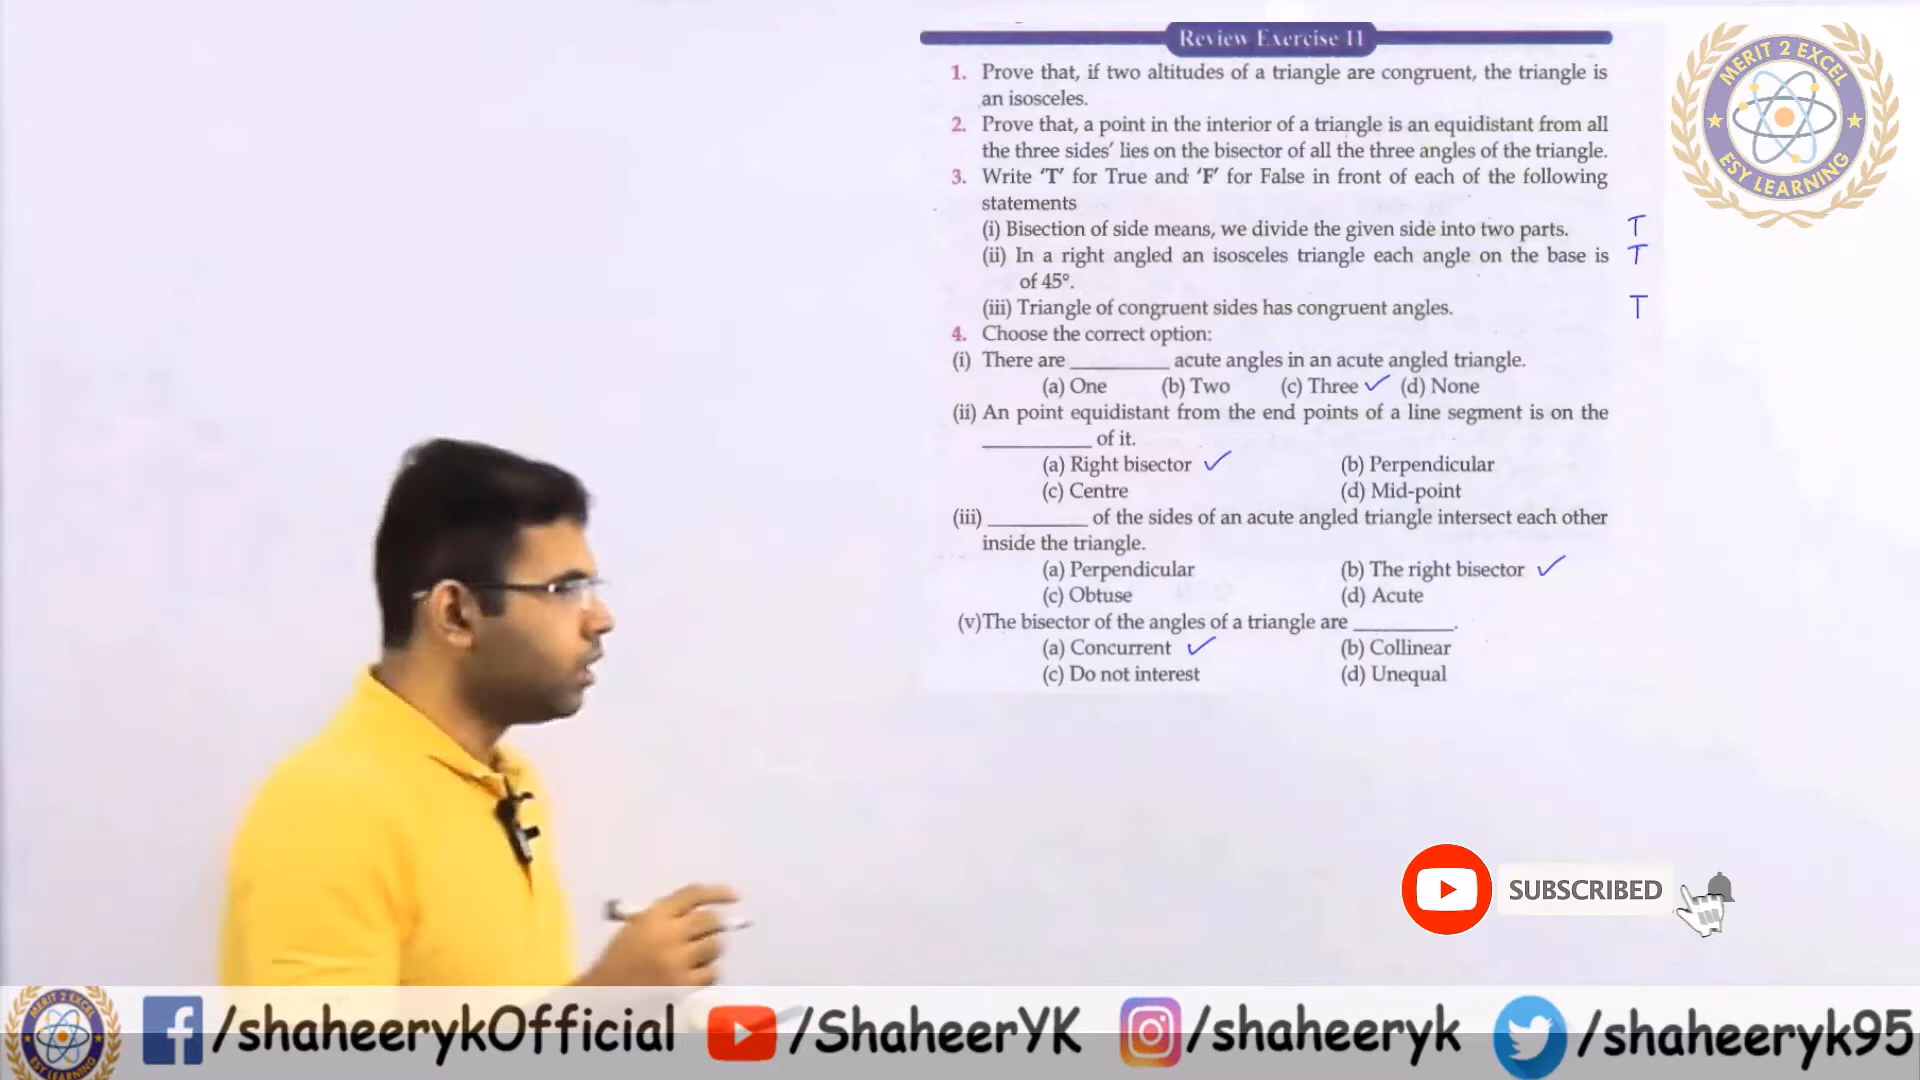 Review Exercise 11
1. Prove that, if two altitudes of a triangle are congruent, the triangle is
an isosceles.
2. Prove that, a point in the interior of a triangle is an equidistant from all
the three sides' lies on the bisector of all the three angles of the triangle.
3. Write 'T' for True and 'F' for False in front of each of the following
statements
(i) Bisection of side means, we divide the given side into two parts. T
(ii) In a right angled an isosceles triangle each angle on the base is T
of 45°.
(iii) Triangle of congruent sides has congruent angles. T
4. Choose the correct option:
(i) There are __________ acute angles in an acute angled triangle.
(a) One (b) Two (c) Three ✓ (d) None
(ii) An point equidistant from the end points of a line segment is on the
___________ of it.
(a) Right bisector ✓ (b) Perpendicular
(c) Centre (d) Mid-point
(iii) __________ of the sides of an acute angled triangle intersect each other
inside the triangle.
(a) Perpendicular (b) The right bisector ✓
(c) Obtuse (d) Acute
(v)The bisector of the angles of a triangle are __________.
(a) Concurrent ✓ (b) Collinear
(c) Do not interest (d) Unequal
MERIT 2 EXCEL
ESY LEARNING
SUBSCRIBED
MERIT 2 EXCEL
ESY LEARNING
/shaheerykOfficial /ShaheerYK /shaheeryk /shaheeryk95